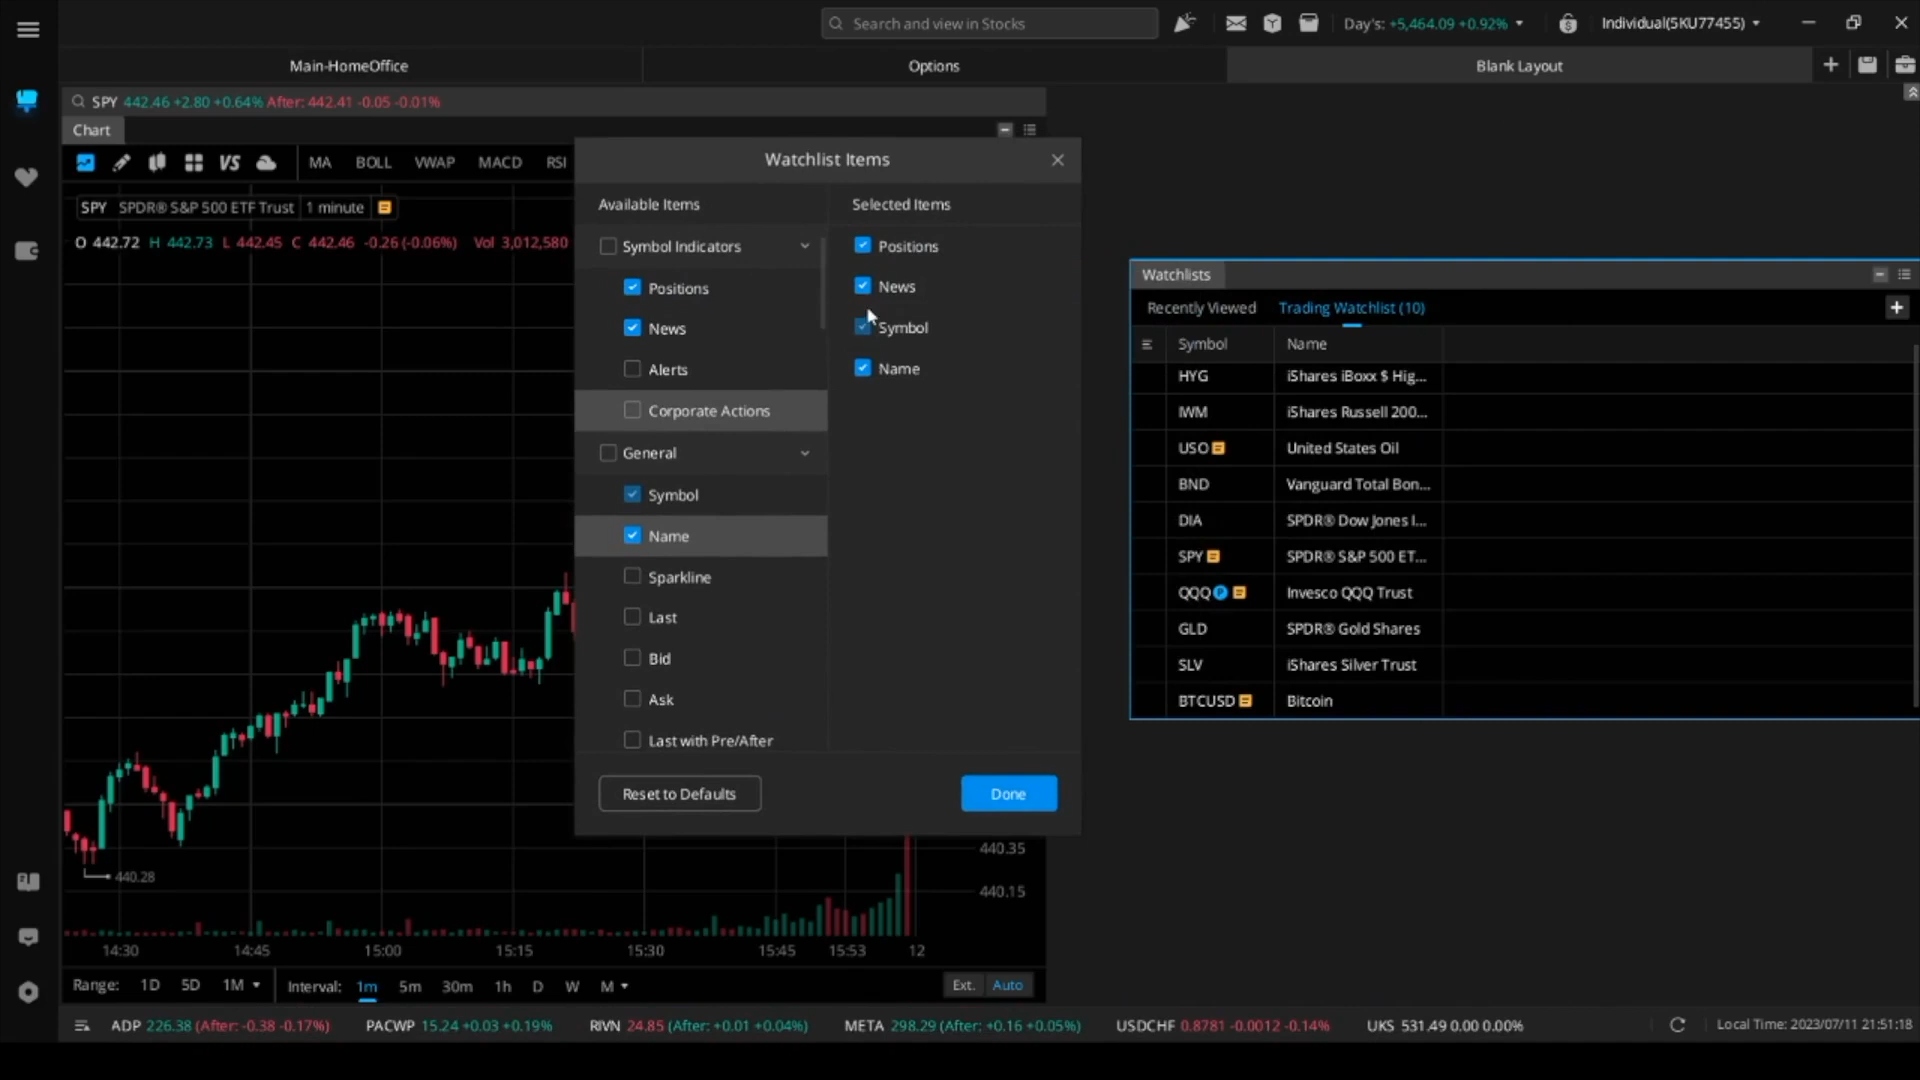 Search and view in Stocks
Day's: +5,464.09 +0.92%
Individual(5KU77455)
Main-HomeOffice
Options
Blank Layout
SPY 442.46 +2.80 +0.64% After: 442.41 -0.05 -0.01%
Chart
VS
MA BOLL VWAP MACD RSI
SPY SPDR® S&P 500 ETF Trust 1 minute
O 442.72 H 442.73 L 442.45 C 442.46 -0.26 (-0.06%) Vol 3,012,580
440.28
440.35
440.15
14:30 14:45 15:00 15:15 15:30 15:45 15:53 12
Range: 1D 5D 1M Interval: 1m 5m 30m 1h D W M Ext. Auto
Watchlist Items
Available Items
Symbol Indicators
Positions
News
Alerts
Corporate Actions
General
Symbol
Name
Sparkline
Last
Bid
Ask
Last with Pre/After
Selected Items
Positions
News
Symbol
Name
Reset to Defaults
Done
Watchlists
Recently Viewed Trading Watchlist (10)
Symbol Name
HYG iShares iBoxx $ Hig...
IWM iShares Russell 200...
USO United States Oil
BND Vanguard Total Bon...
DIA SPDR® Dow Jones I...
SPY SPDR® S&P 500 ET...
QQQ P Invesco QQQ Trust
GLD SPDR® Gold Shares
SLV iShares Silver Trust
BTCUSD Bitcoin
ADP 226.38 (After: -0.38 -0.17%) PACWP 15.24 +0.03 +0.19% RIVN 24.85 (After: +0.01 +0.04%) META 298.29 (After: +0.16 +0.05%) USDCHF 0.8781 -0.0012 -0.14% UKS 531.49 0.00 0.00% Local Time: 2023/07/11 21:51:18